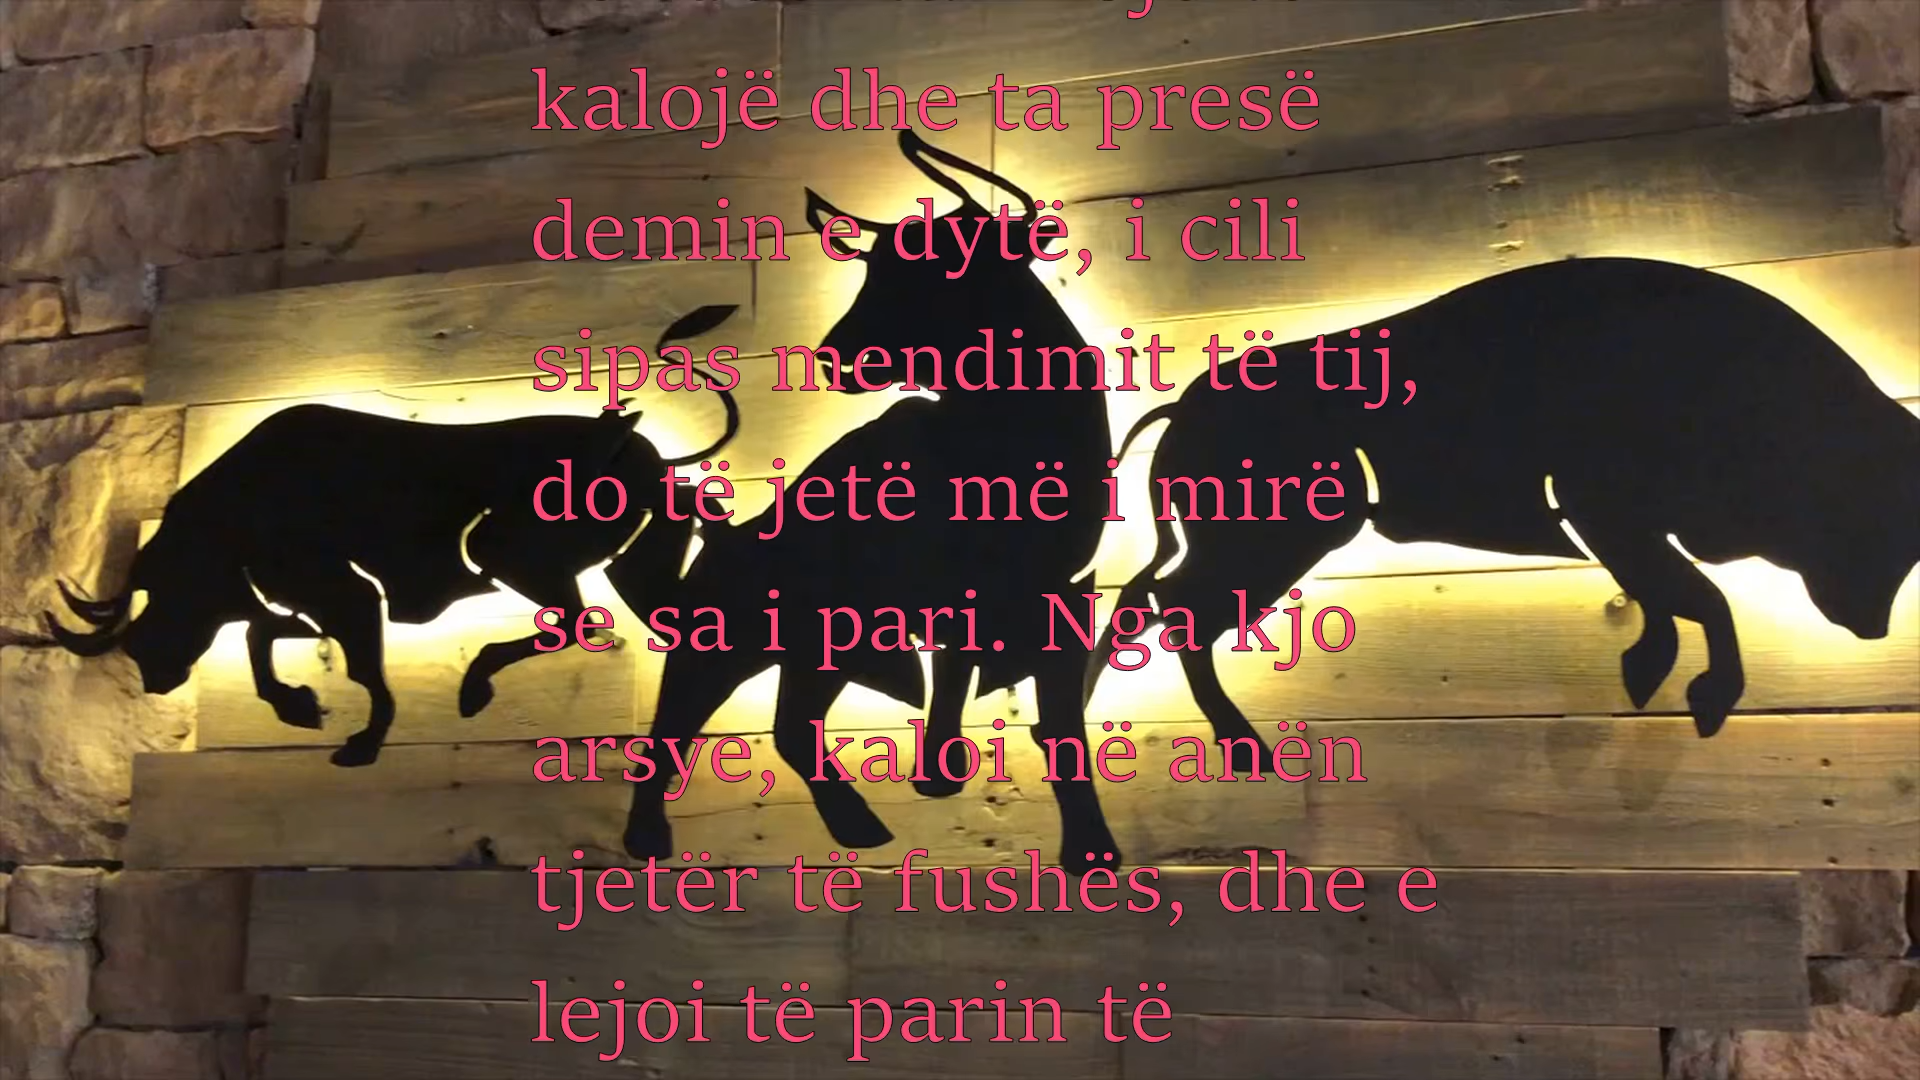 kalojë dhe ta presë
demin e dytë, i cili
sipas mendimit të tij,
do të jetë më i mirë
se sa i pari. Nga kjo
arsye, kaloi në anën
tjetër të fushës, dhe e
lejoi të parin të